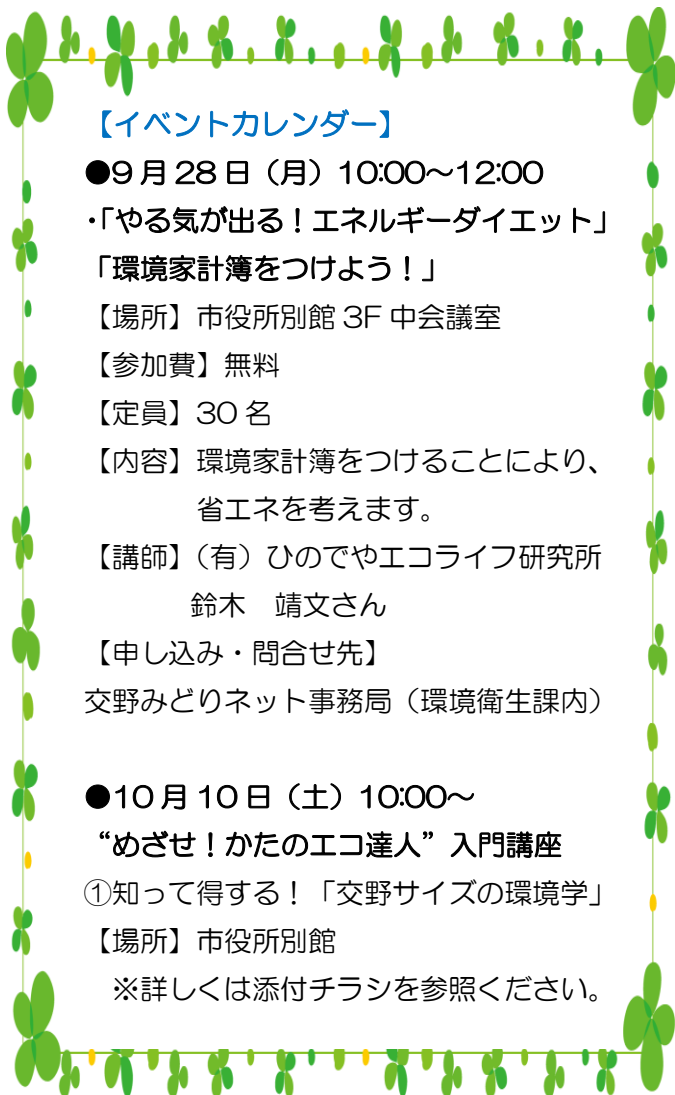 【イベントカレンダー】
●9月28日（月）10:00～12:00
・「やる気が出る！エネルギーダイエット」
「環境家計簿をつけよう！」
【場所】市役所別館3F中会議室
【参加費】無料
【定員】30名
【内容】環境家計簿をつけることにより、
省エネを考えます。
【講師】（有）ひのでやエコライフ研究所
鈴木　靖文さん
【申し込み・問合せ先】
交野みどりネット事務局（環境衛生課内）
●10月10日（土）10:00～
“めざせ！かたのエコ達人”入門講座
①知って得する！「交野サイズの環境学」
【場所】市役所別館
※詳しくは添付チラシを参照ください。